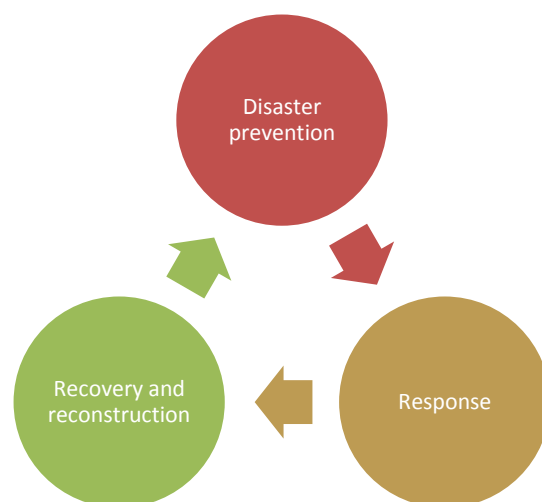 Disaster
prevention
Response
Recovery and
reconstruction